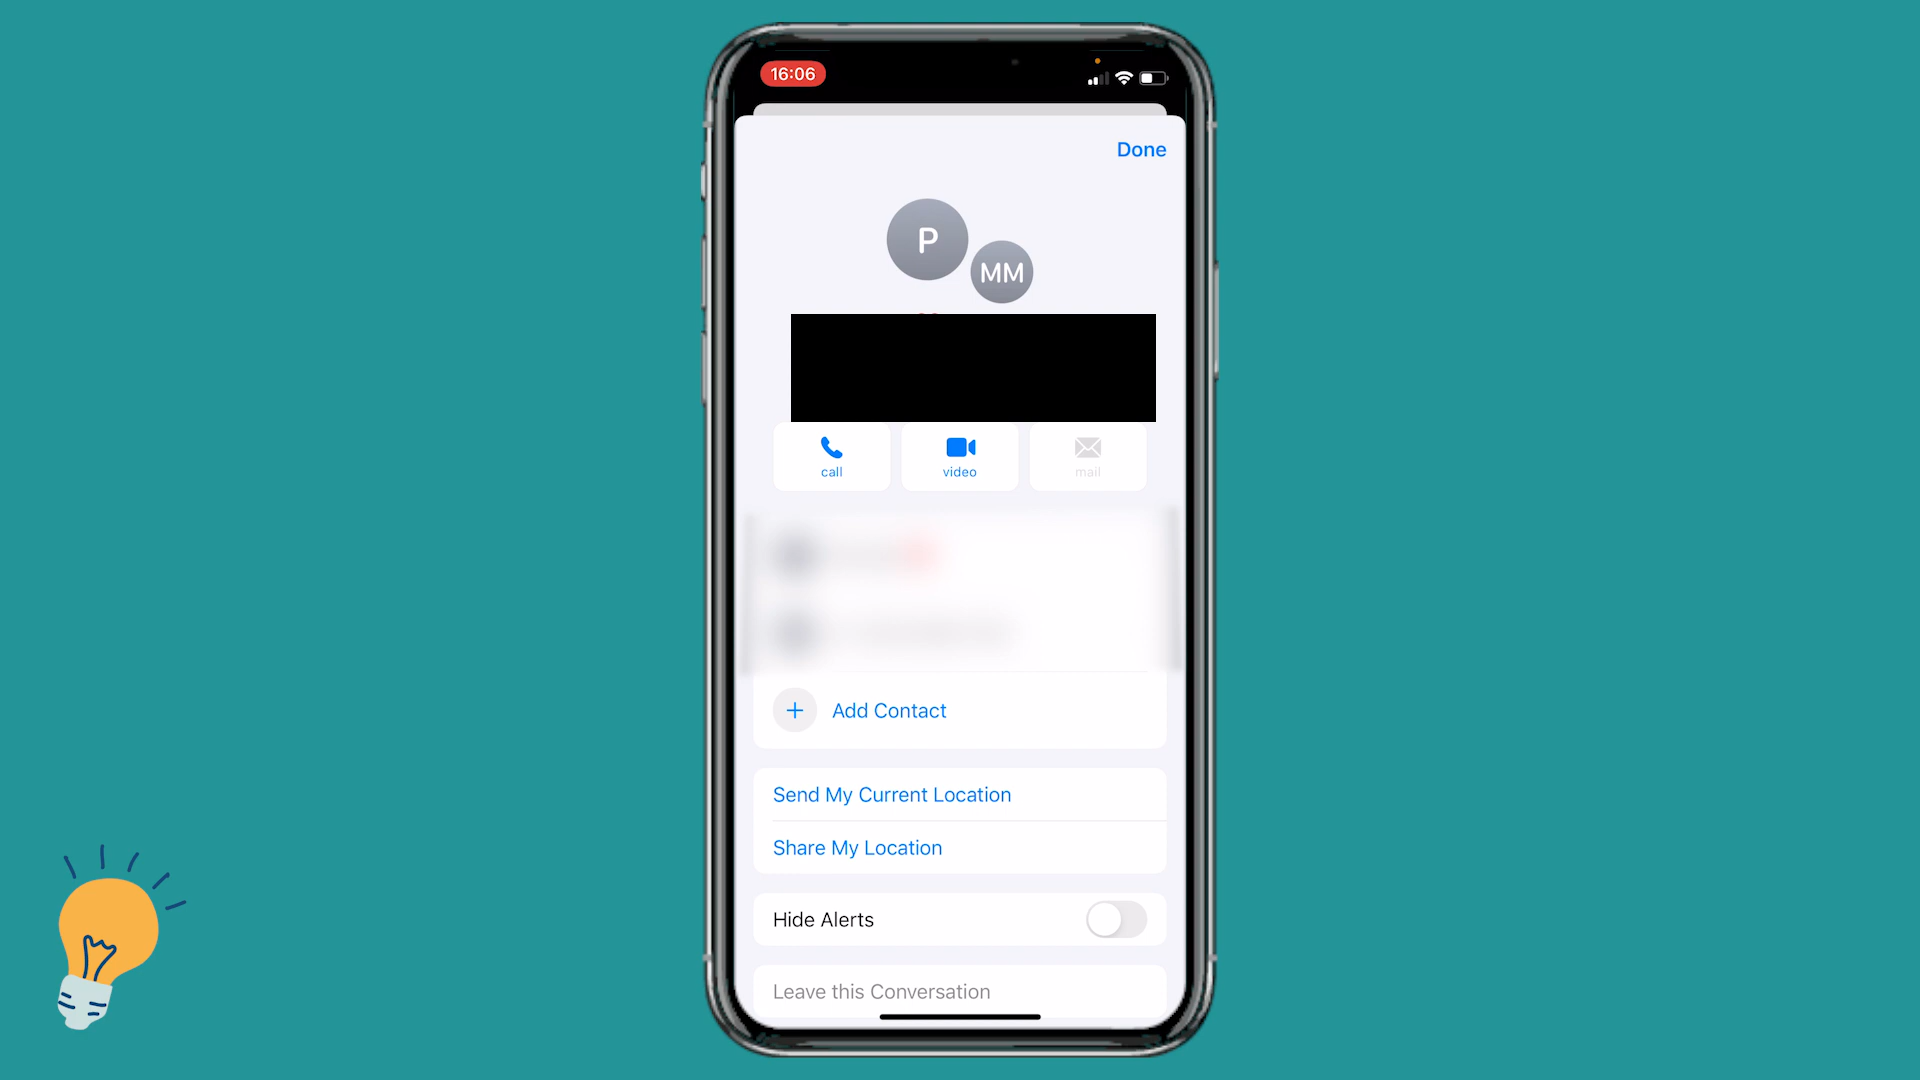 16:06
Done
P
MM
call
video
mail
Add Contact
Send My Current Location
Share My Location
Hide Alerts
Leave this Conversation